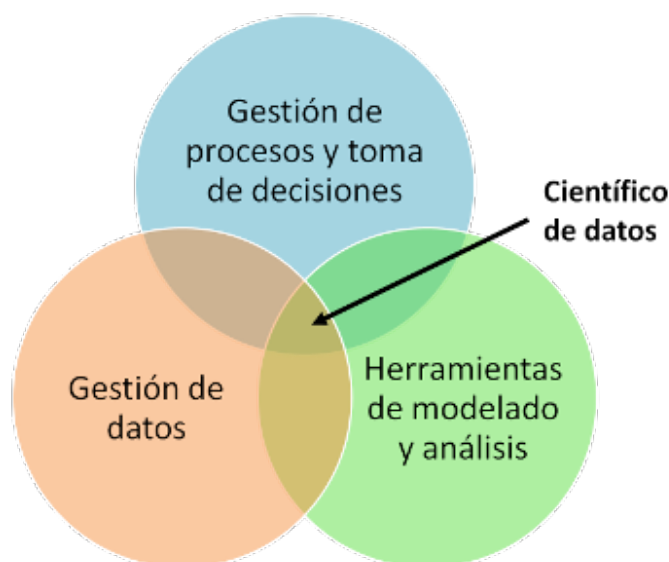 Gestión de
procesos y toma
de decisiones
Científico
de datos
Gestión de
datos
Herramientas
de modelado
y análisis